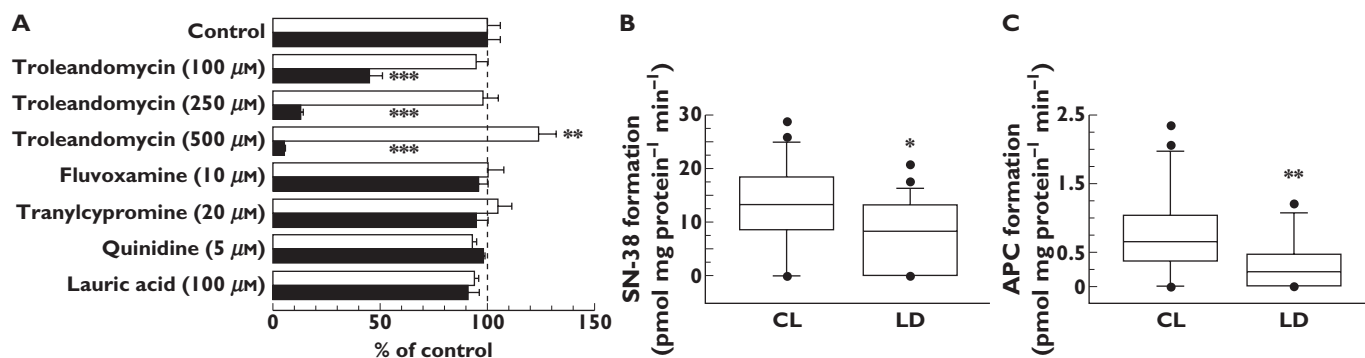 A
Control
Troleandomycin (100 μM)
***
Troleandomycin (250 μM)
***
Troleandomycin (500 μM)
**
***
Fluvoxamine (10 μM)
Tranylcypromine (20 μM)
Quinidine (5 μM)
Lauric acid (100 μM)
0 50 100 150
% of control
B
SN-38 formation
(pmol mg protein⁻¹ min⁻¹)
30
20
10
0
*
CL LD
C
APC formation
(pmol mg protein⁻¹ min⁻¹)
2.5
1.5
0.5
0
**
CL LD